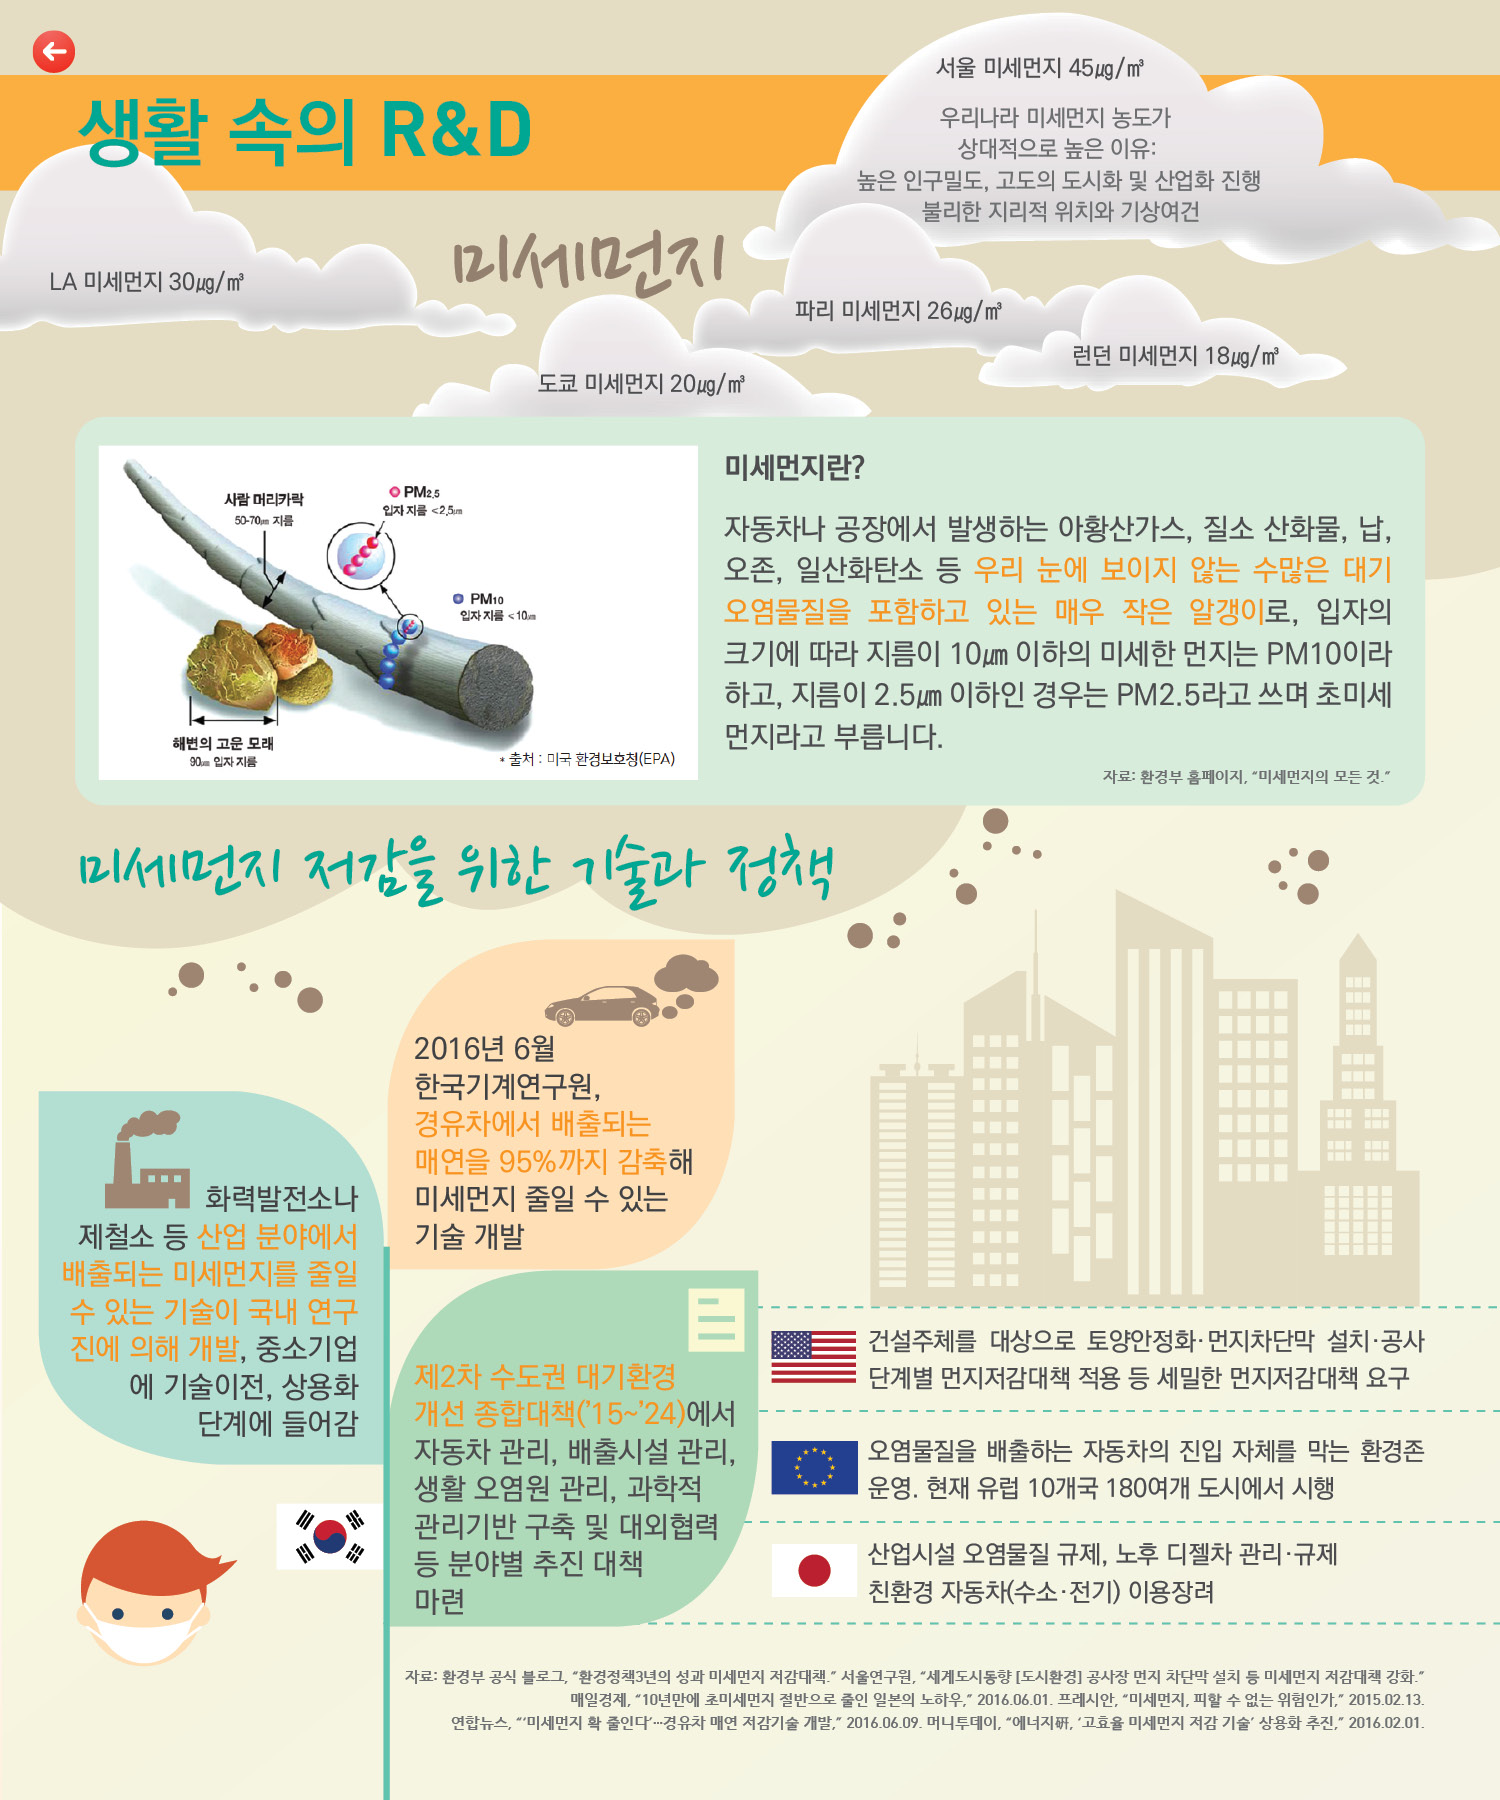 생활 속의 R&D
서울 미세먼지 45㎍/㎥
우리나라 미세먼지 농도가
상대적으로 높은 이유:
높은 인구밀도, 고도의 도시화 및 산업화 진행
불리한 지리적 위치와 기상여건
미세먼지
LA 미세먼지 30㎍/㎥
파리 미세먼지 26㎍/㎥
런던 미세먼지 18㎍/㎥
도쿄 미세먼지 20㎍/㎥
사람 머리카락
50-70㎛ 지름
PM2.5
입자 지름 <2.5㎛
PM10
입자 지름 <10㎛
해변의 고운 모래
90㎛ 입자 지름
* 출처 : 미국 환경보호청(EPA)
미세먼지란?
자동차나 공장에서 발생하는 아황산가스, 질소 산화물, 납,
오존, 일산화탄소 등 우리 눈에 보이지 않는 수많은 대기
오염물질을 포함하고 있는 매우 작은 알갱이로, 입자의
크기에 따라 지름이 10㎛ 이하의 미세한 먼지는 PM10이라
하고, 지름이 2.5㎛ 이하인 경우는 PM2.5라고 쓰며 초미세
먼지라고 부릅니다.
자료: 환경부 홈페이지, “미세먼지의 모든 것.”
미세먼지 저감을 위한 기술과 정책
2016년 6월
한국기계연구원,
경유차에서 배출되는
매연을 95%까지 감축해
미세먼지 줄일 수 있는
기술 개발
화력발전소나
제철소 등 산업 분야에서
배출되는 미세먼지를 줄일
수 있는 기술이 국내 연구
진에 의해 개발, 중소기업
에 기술이전, 상용화
단계에 들어감
제2차 수도권 대기환경
개선 종합대책(’15~’24)에서
자동차 관리, 배출시설 관리,
생활 오염원 관리, 과학적
관리기반 구축 및 대외협력
등 분야별 추진 대책
마련
건설주체를 대상으로 토양안정화·먼지차단막 설치·공사
단계별 먼지저감대책 적용 등 세밀한 먼지저감대책 요구
오염물질을 배출하는 자동차의 진입 자체를 막는 환경존
운영. 현재 유럽 10개국 180여개 도시에서 시행
산업시설 오염물질 규제, 노후 디젤차 관리·규제
친환경 자동차(수소·전기) 이용장려
자료: 환경부 공식 블로그, “환경정책3년의 성과 미세먼지 저감대책.” 서울연구원, “세계도시동향 [도시환경] 공사장 먼지 차단막 설치 등 미세먼지 저감대책 강화.”
매일경제, “10년만에 초미세먼지 절반으로 줄인 일본의 노하우,” 2016.06.01. 프레시안, “미세먼지, 피할 수 없는 위험인가,” 2015.02.13.
연합뉴스, “‘미세먼지 확 줄인다’…경유차 매연 저감기술 개발,” 2016.06.09. 머니투데이, “에너지硏, ‘고효율 미세먼지 저감 기술’ 상용화 추진,” 2016.02.01.